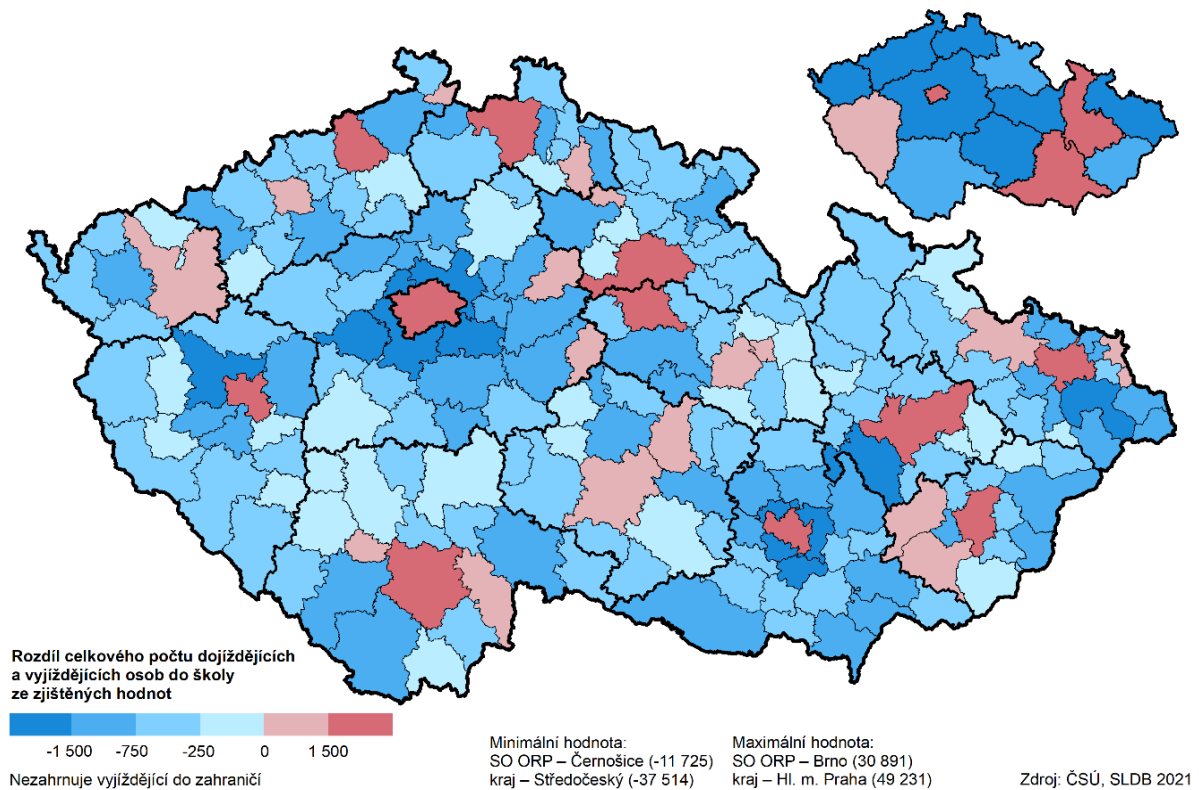 Rozdíl celkového počtu dojíždějících
a vyjíždějících osob do školy
ze zjištěných hodnot
-1 500 -750 -250 0 1 500
Nezahrnuje vyjíždějící do zahraničí
Minimální hodnota:
SO ORP – Černošice (-11 725)
kraj – Středočeský (-37 514)
Maximální hodnota:
SO ORP – Brno (30 891)
kraj – Hl. m. Praha (49 231)
Zdroj: ČSÚ, SLDB 2021